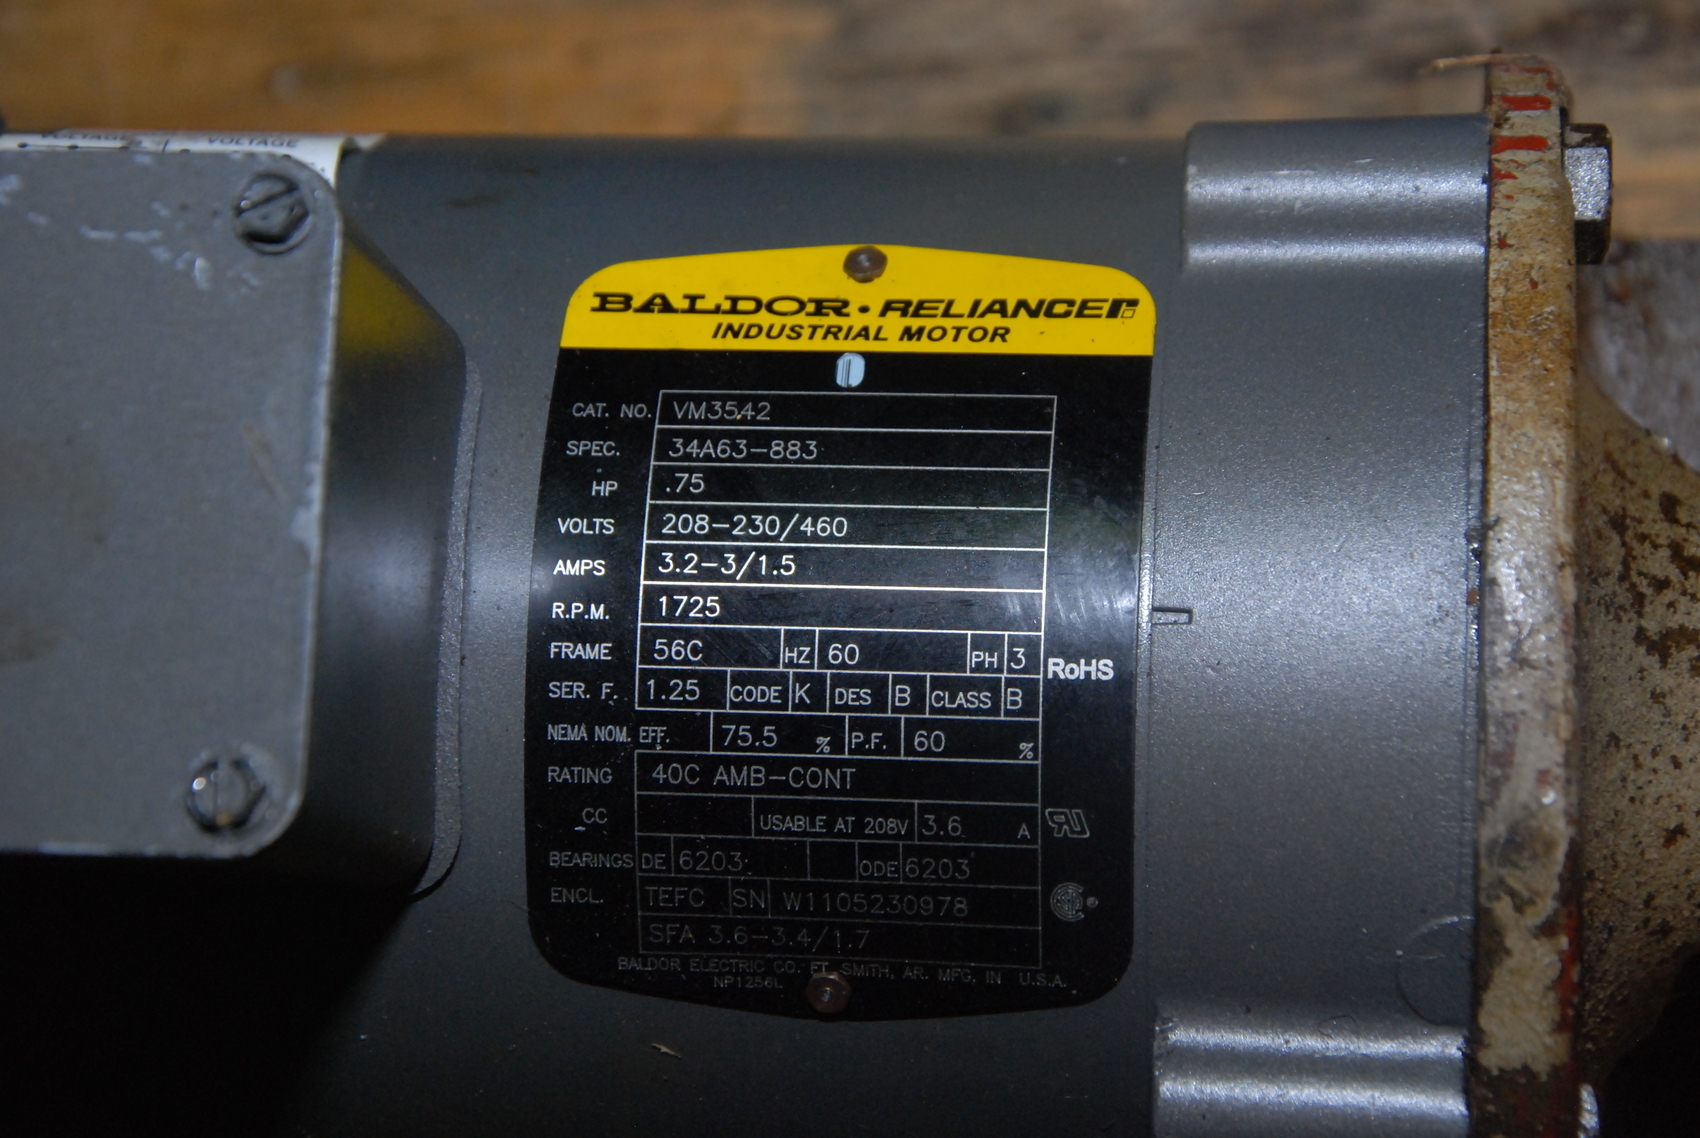 VOLTAGE VOLTAGE
BALDOR • RELIANCE
INDUSTRIAL MOTOR
CAT. NO. VM3542
SPEC. 34A63-883
HP .75
VOLTS 208-230/460
AMPS 3.2-3/1.5
R.P.M. 1725
FRAME 56C HZ 60 PH 3
RoHS
SER. F. 1.25 CODE K DES B CLASS B
NEMA NOM. EFF. 75.5 % P.F. 60 %
RATING 40C AMB-CONT
CC USABLE AT 208V 3.6 A
BEARINGS DE 6203 ODE 6203
ENCL. TEFC SN W1105230978
SFA 3.6-3.4/1.7
BALDOR ELECTRIC CO. FT. SMITH, AR. MFG. IN U.S.A.
NP1256L